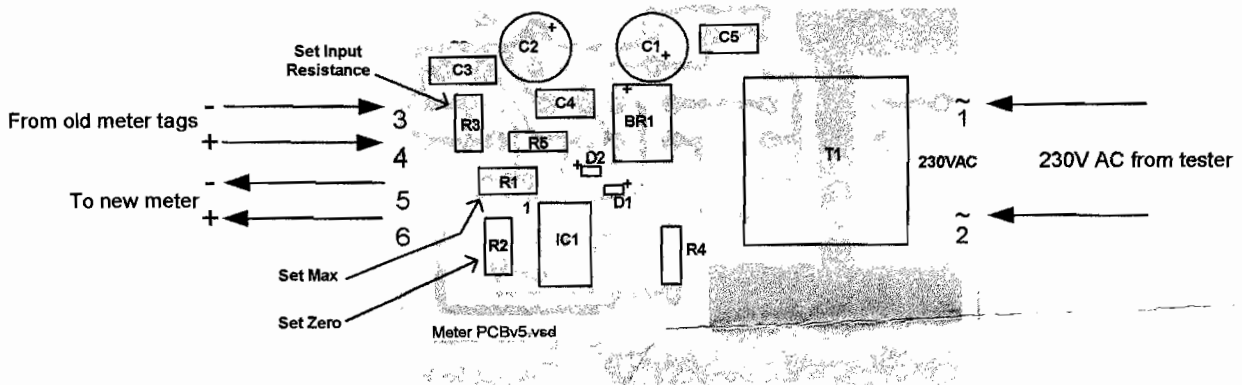 Set Input
Resistance
C2
+
C1
+
C5
C3
C4
+
BR1
From old meter tags
-
3
+
4
R3
R5
D2
+
D1
+
T1
230VAC
~
1
230V AC from tester
~
2
To new meter
-
5
+
6
R1
1
R2
IC1
R4
Set Max
Set Zero
Meter PCBv5.vsd